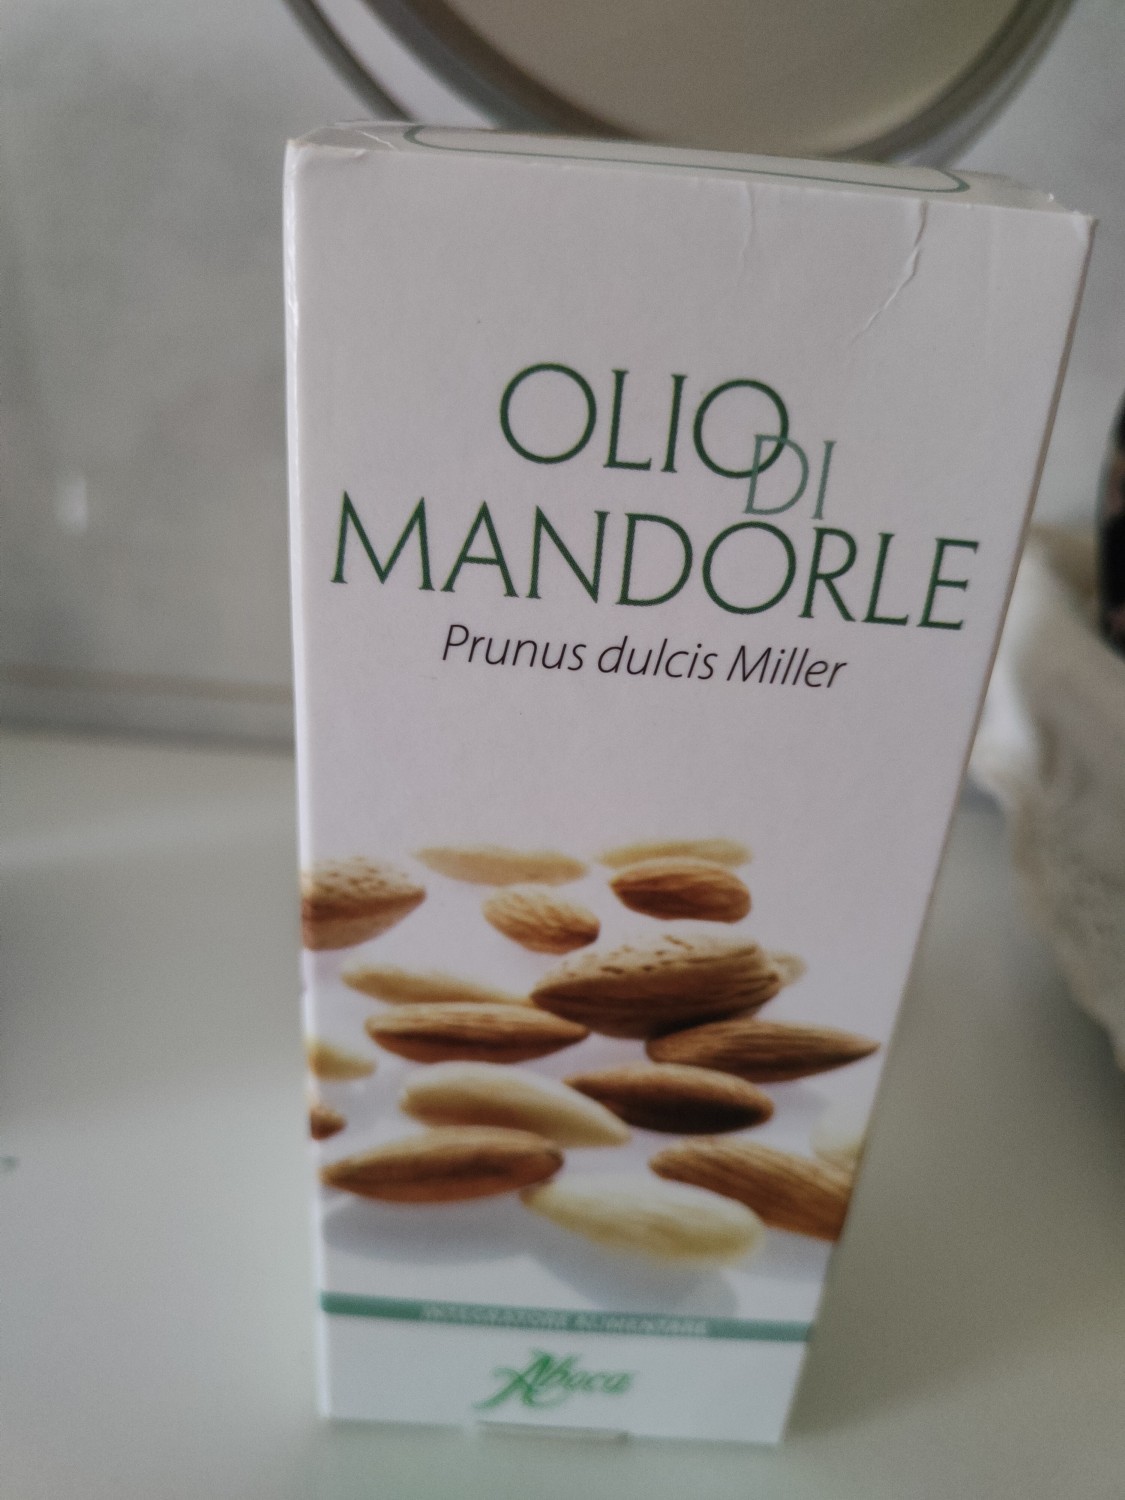 OLIO
DI
MANDORLE
Prunus dulcis Miller
INTEGRATORE ALIMENTARE
Aboca